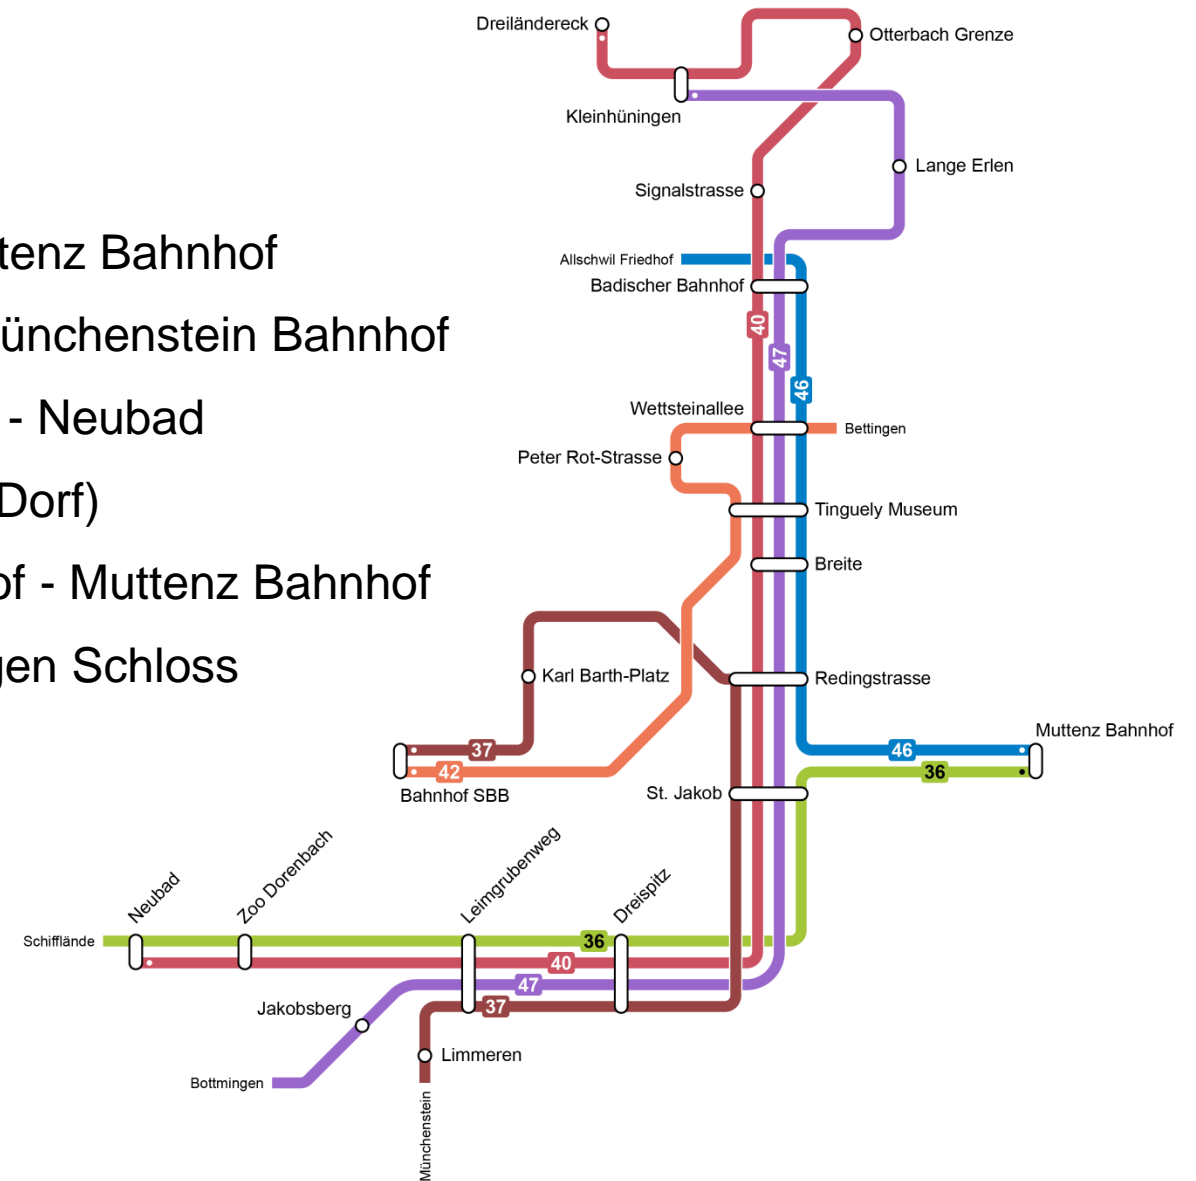 Dreiländereck
Otterbach Grenze
Kleinhüningen
Lange Erlen
Signalstrasse
tenz Bahnhof
Allschwil Friedhof
Badischer Bahnhof
40
ünchenstein Bahnhof
47
46
- Neubad
Wettsteinallee
Bettingen
Peter Rot-Strasse
Dorf)
Tinguely Museum
Breite
of - Muttenz Bahnhof
gen Schloss
Karl Barth-Platz
Redingstrasse
Muttenz Bahnhof
37
46
42
36
Bahnhof SBB
St. Jakob
Neubad
Zoo Dorenbach
Leimgrubenweg
Dreispitz
Schifflände
36
40
47
Jakobsberg
37
Limmeren
Bottmingen
Münchenstein